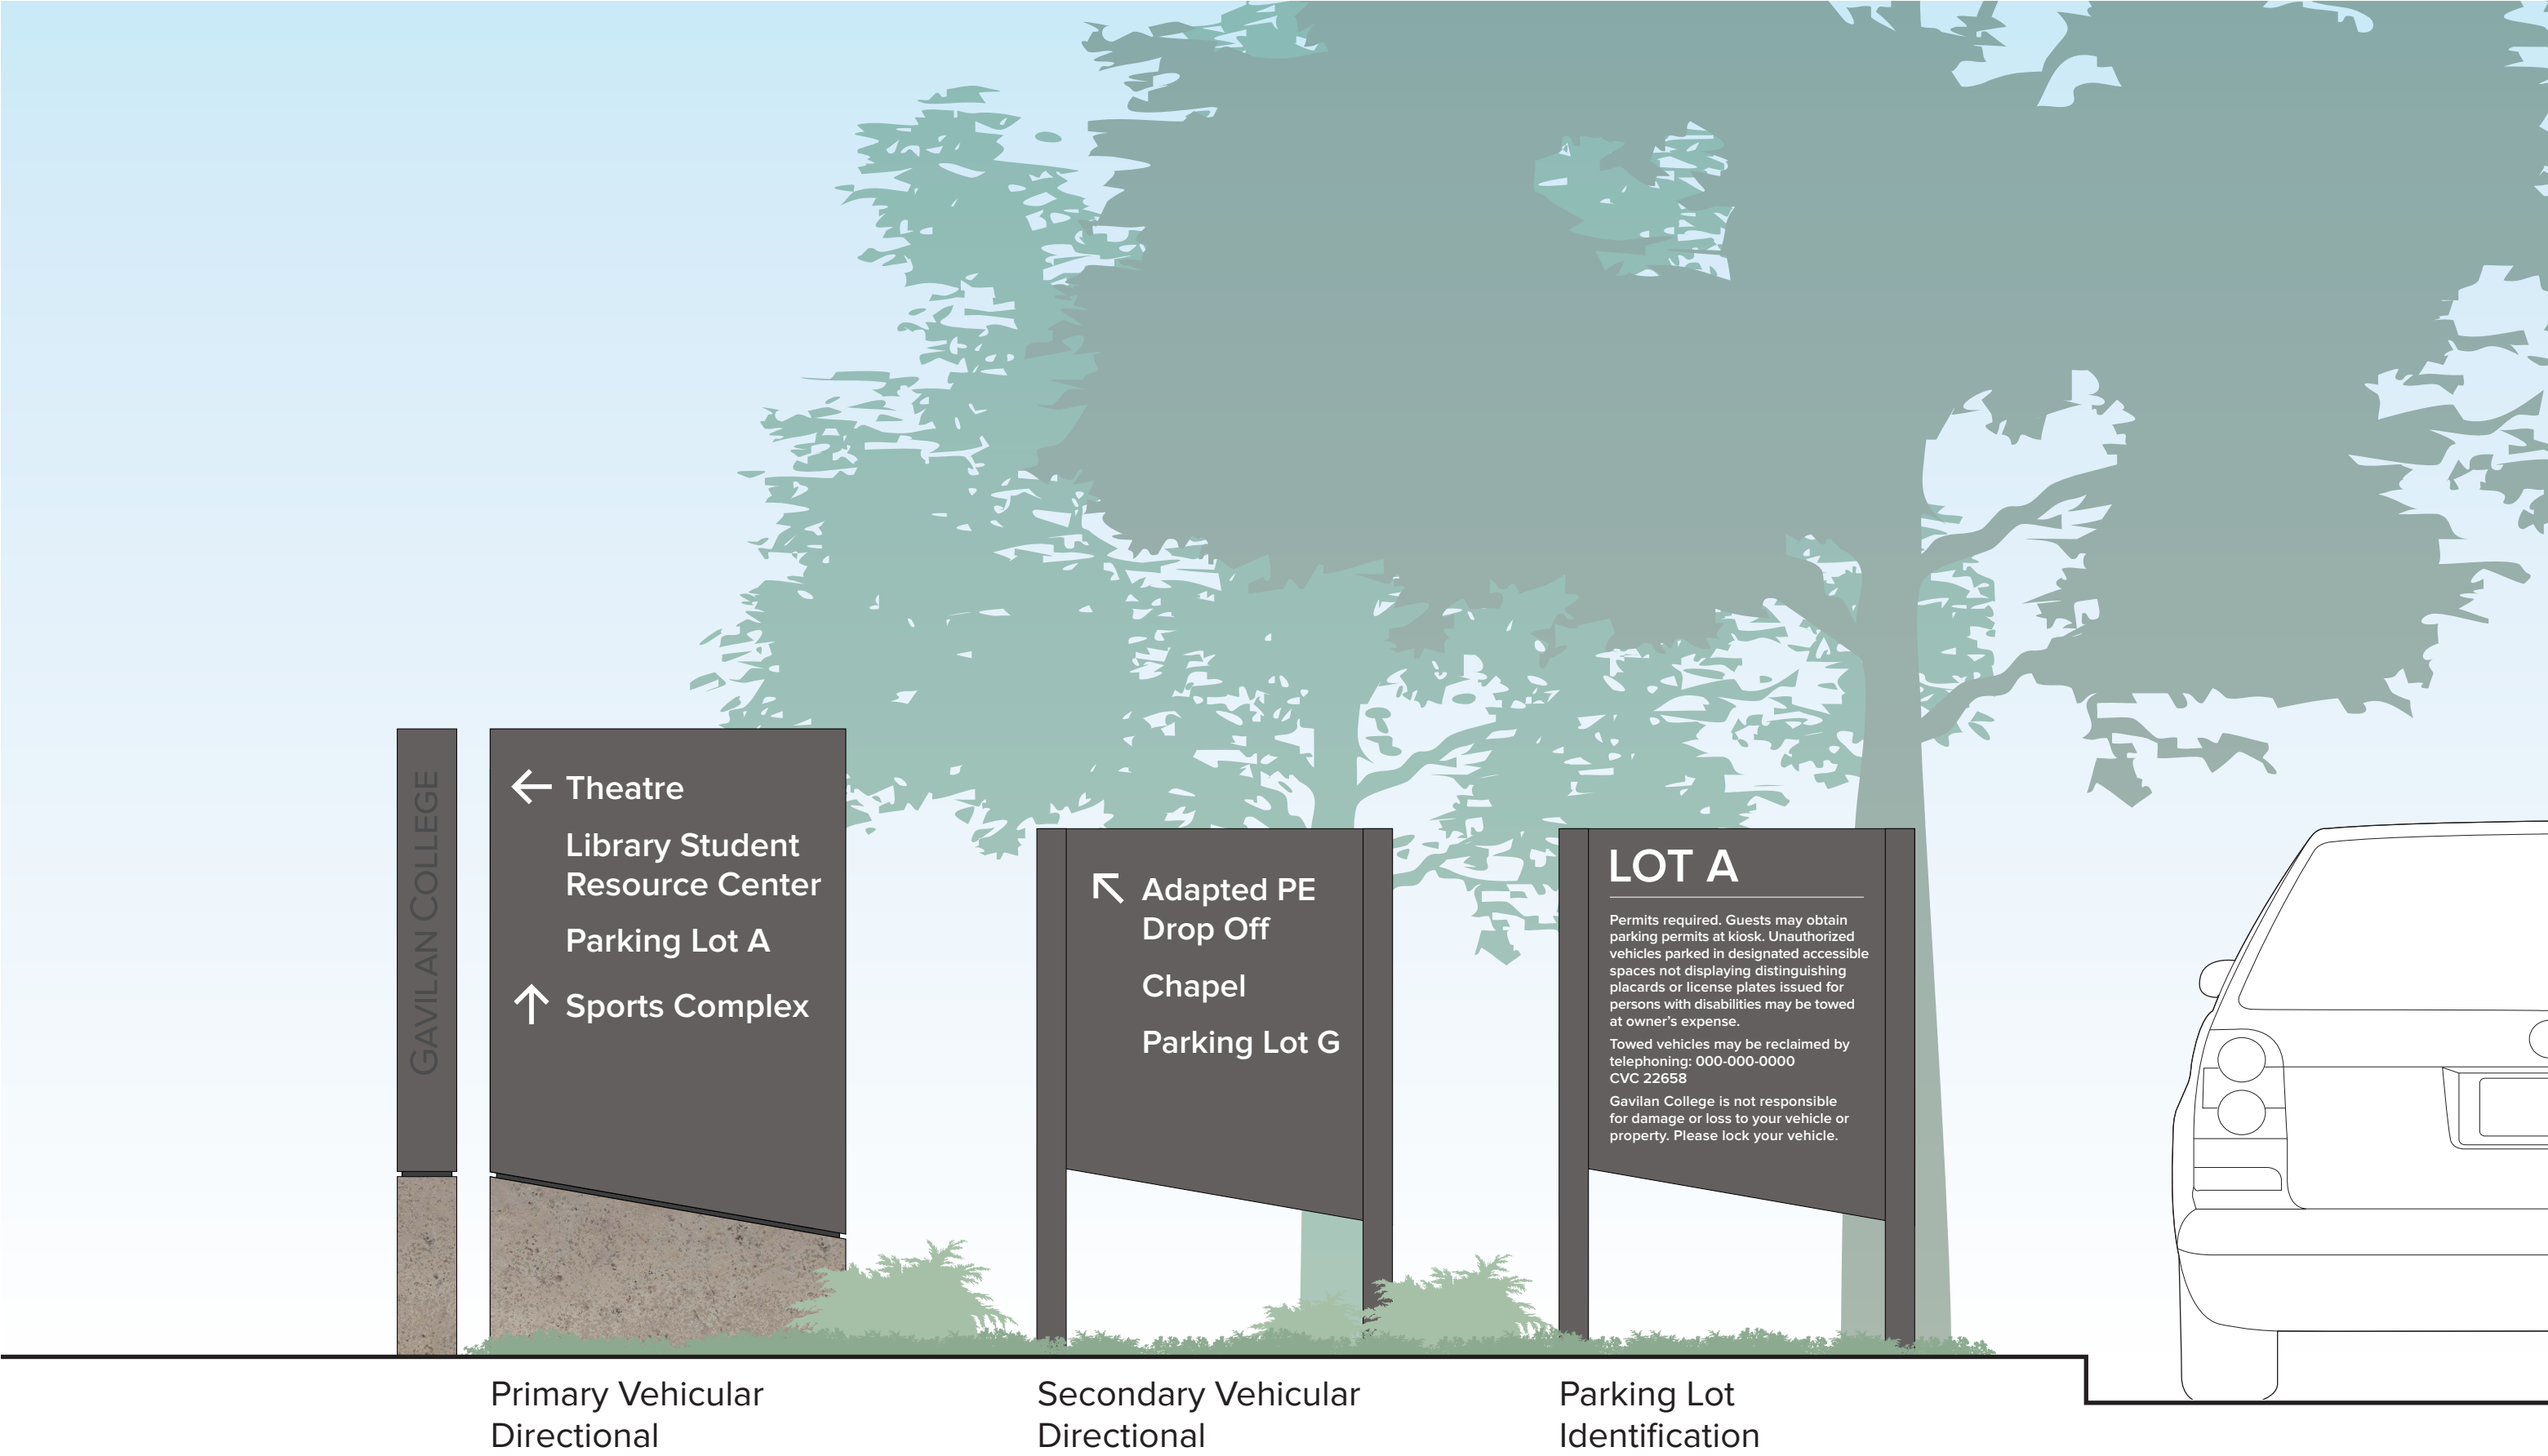 GAVILAN COLLEGE
← Theatre
Library Student
Resource Center
Parking Lot A
↑ Sports Complex
↖ Adapted PE
Drop Off
Chapel
Parking Lot G
LOT A
Permits required. Guests may obtain
parking permits at kiosk. Unauthorized
vehicles parked in designated accessible
spaces not displaying distinguishing
placards or license plates issued for
persons with disabilities may be towed
at owner’s expense.
Towed vehicles may be reclaimed by
telephoning: 000-000-0000
CVC 22658
Gavilan College is not responsible
for damage or loss to your vehicle or
property. Please lock your vehicle.
Primary Vehicular
Directional
Secondary Vehicular
Directional
Parking Lot
Identification